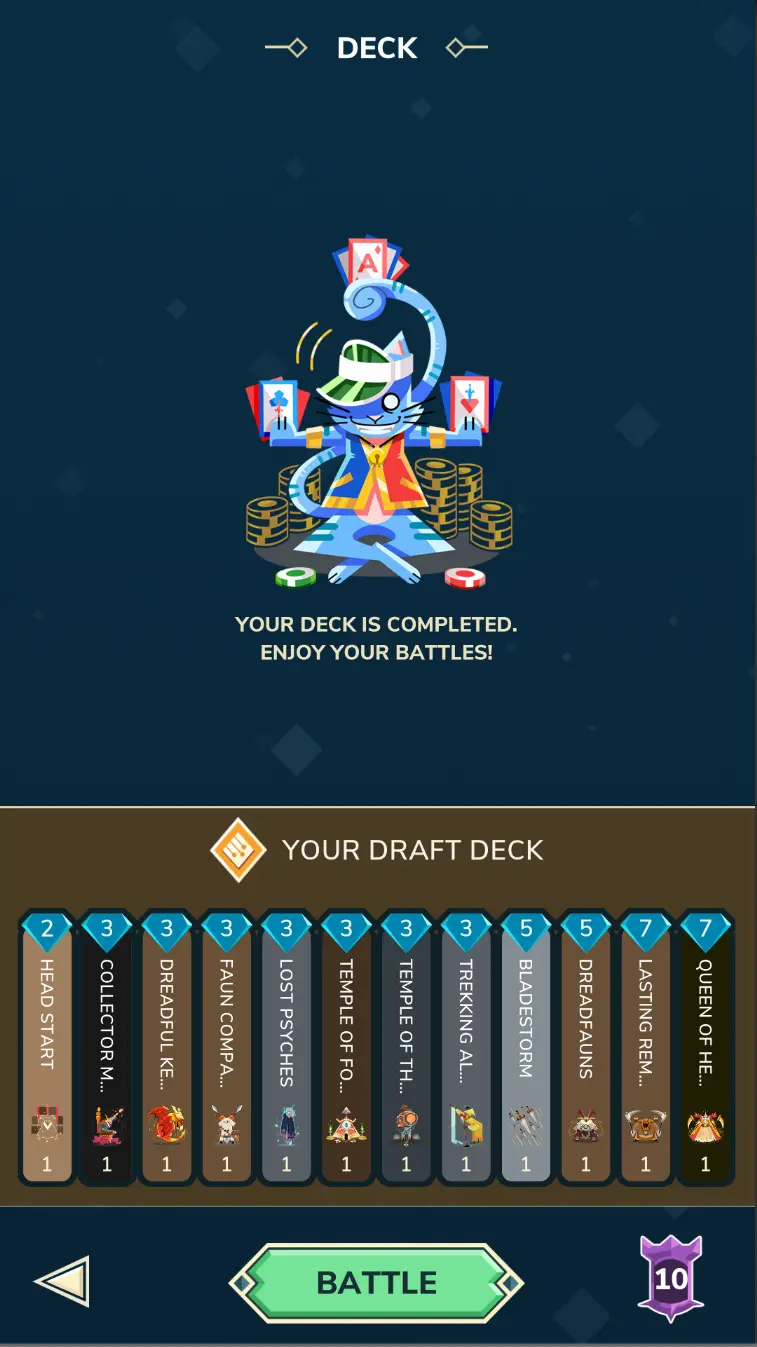 DECK
A
YOUR DECK IS COMPLETED.
ENJOY YOUR BATTLES!
YOUR DRAFT DECK
2
HEAD START
1
3
COLLECTOR M...
1
3
DREADFUL KE...
1
3
FAUN COMPA...
1
3
LOST PSYCHES
1
3
TEMPLE OF FO...
1
3
TEMPLE OF TH...
1
3
TREKKING AL...
1
5
BLADESTORM
1
5
DREADFAUNS
1
7
LASTING REM...
1
7
QUEEN OF HE...
1
BATTLE
10